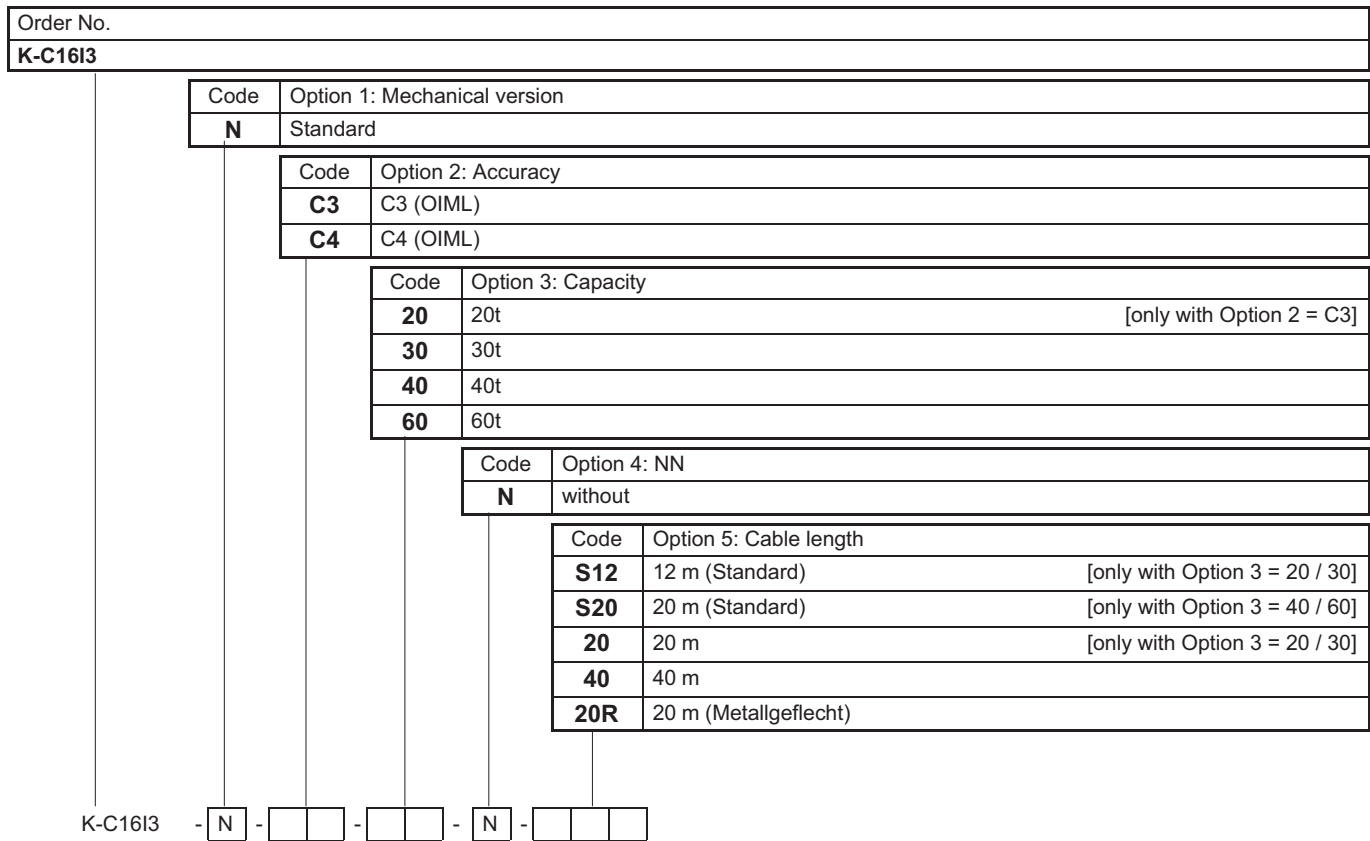 Order No.
K-C16I3
Code Option 1: Mechanical version
N Standard
Code Option 2: Accuracy
C3 C3 (OIML)
C4 C4 (OIML)
Code Option 3: Capacity
20 20t [only with Option 2 = C3]
30 30t
40 40t
60 60t
Code Option 4: NN
N without
Code Option 5: Cable length
S12 12 m (Standard) [only with Option 3 = 20 / 30]
S20 20 m (Standard) [only with Option 3 = 40 / 60]
20 20 m [only with Option 3 = 20 / 30]
40 40 m
20R 20 m (Metallgeflecht)
K-C16I3 - N - - - N -